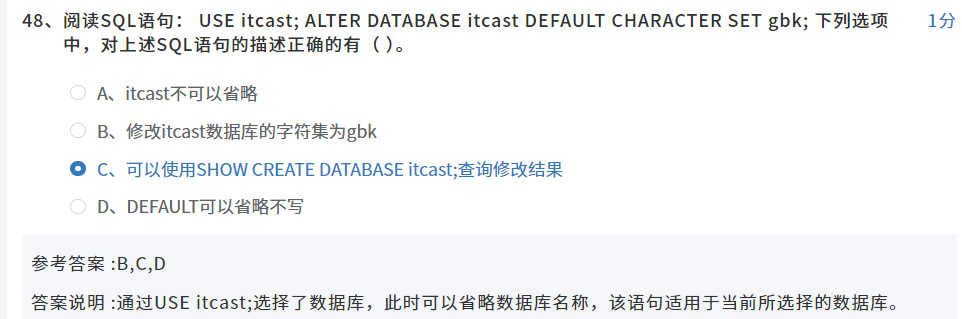 48、阅读SQL语句： USE itcast; ALTER DATABASE itcast DEFAULT CHARACTER SET gbk; 下列选项 1分
中，对上述SQL语句的描述正确的有（ )。
A、itcast不可以省略
B、修改itcast数据库的字符集为gbk
C、可以使用SHOW CREATE DATABASE itcast;查询修改结果
D、DEFAULT可以省略不写
参考答案 :B,C,D
答案说明 :通过USE itcast;选择了数据库，此时可以省略数据库名称，该语句适用于当前所选择的数据库。